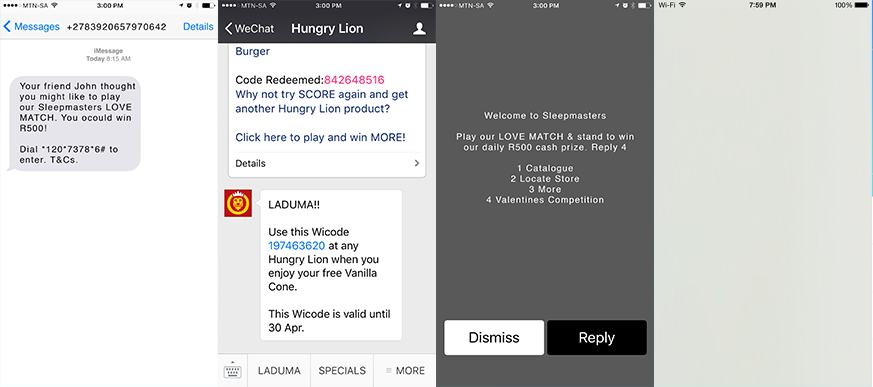 MTN-SA 3:00 PM
Messages +2783920657970642 Details
iMessage
Today 8:15 AM
Your friend John thought
you might like to play
our Sleepmasters LOVE
MATCH. You ocould win
R500!
Dial *120*7378*6# to
enter. T&Cs.
MTN-SA 3:00 PM
WeChat Hungry Lion
Burger
Code Redeemed:842648516
Why not try SCORE again and get
another Hungry Lion product?
Click here to play and win MORE!
Details
LADUMA!!
Use this Wicode
197463620 at any
Hungry Lion when you
enjoy your free Vanilla
Cone.
This Wicode is valid until
30 Apr.
LADUMA SPECIALS MORE
MTN-SA 3:00 PM
Welcome to Sleepmasters
Play our LOVE MATCH & stand to win
our daily R500 cash prize. Reply 4
1 Catalogue
2 Locate Store
3 More
4 Valentines Competition
Dismiss Reply
Wi-Fi 7:59 PM 100%